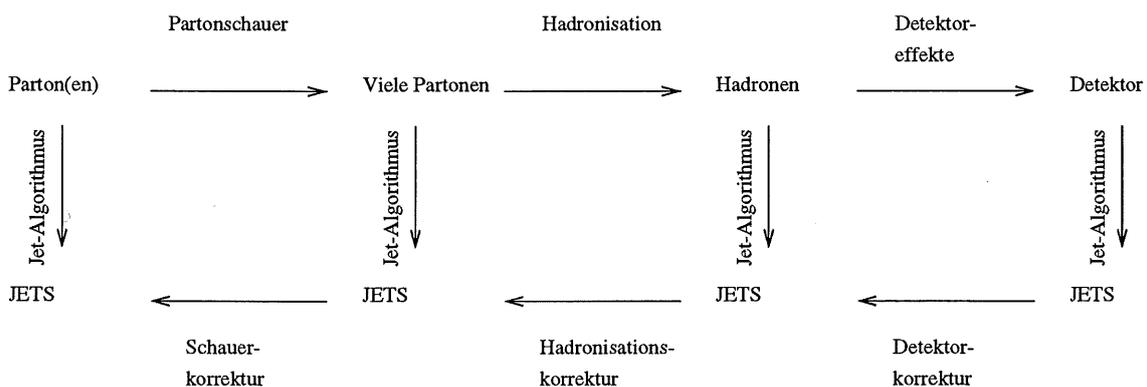 Partonschauer
Hadronisation
Detektor-
effekte
Parton(en)
Viele Partonen
Hadronen
Detektor
Jet-Algorithmus
Jet-Algorithmus
Jet-Algorithmus
Jet-Algorithmus
JETS
JETS
JETS
JETS
Schauer-
korrektur
Hadronisations-
korrektur
Detektor-
korrektur